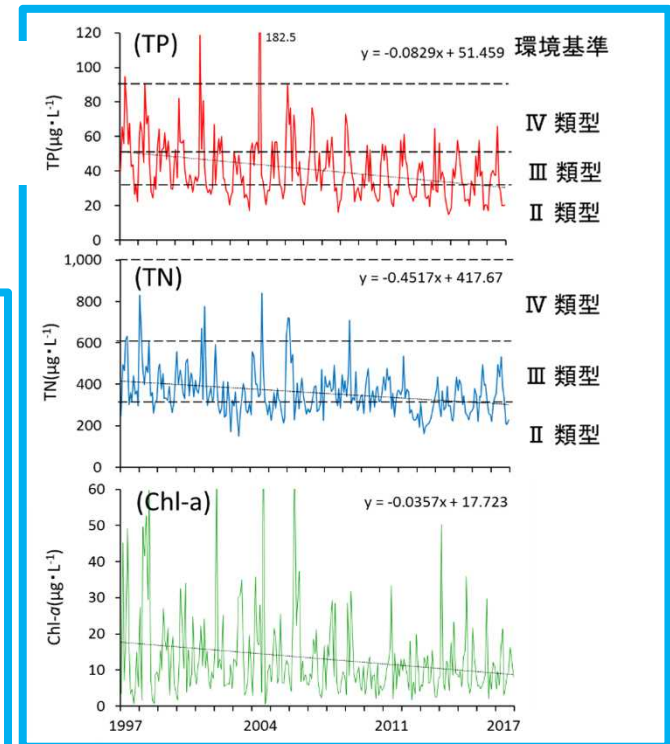 (TP)
182.5
y = -0.0829x + 51.459
環境基準
120
100
80
60
40
20
0
TP(μg・L-1)
Ⅳ 類型
Ⅲ 類型
Ⅱ 類型
(TN)
y = -0.4517x + 417.67
1,000
800
600
400
200
0
TN(μg・L-1)
Ⅳ 類型
Ⅲ 類型
Ⅱ 類型
(Chl-a)
y = -0.0357x + 17.723
60
50
40
30
20
10
0
Chl-a(μg・L-1)
1997 2004 2011 2017